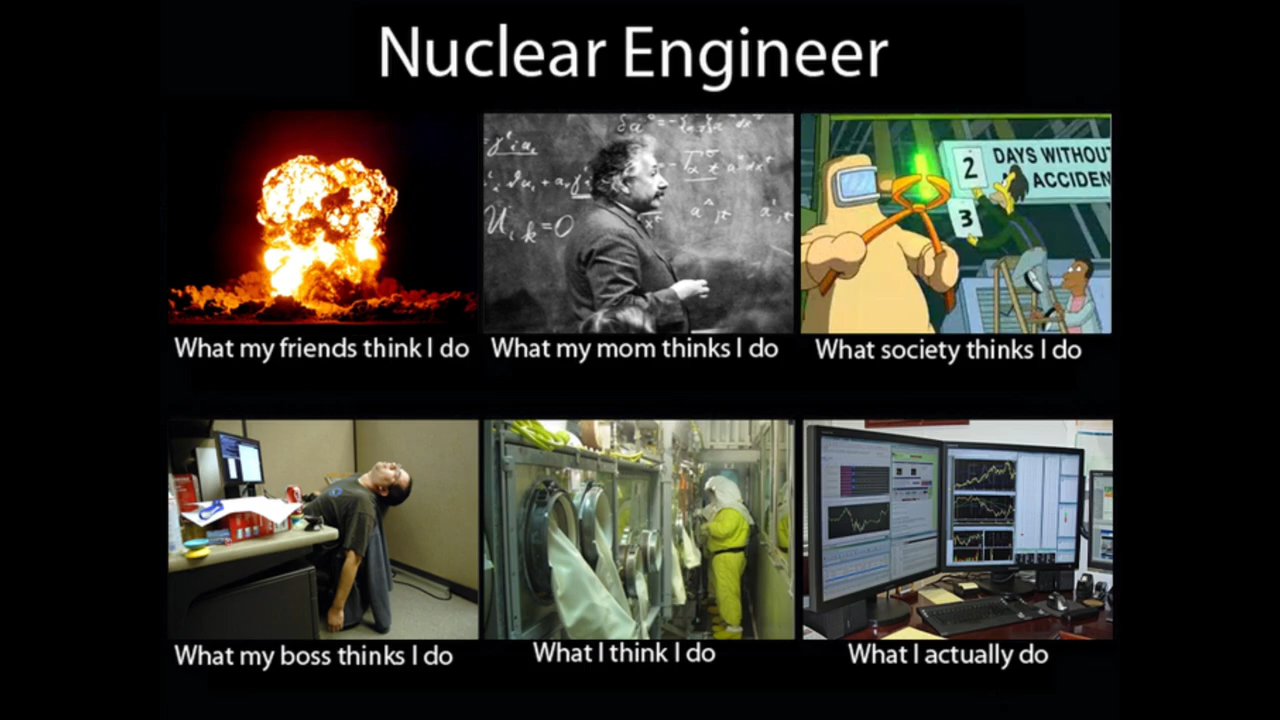 Nuclear Engineer
2 DAYS WITHOUT
ACCIDEN
3
What my friends think I do
What my mom thinks I do
What society thinks I do
What my boss thinks I do
What I think I do
What I actually do